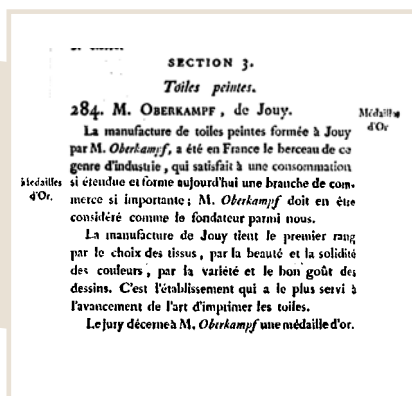 SECTION 3.
Toiles peintes.
284. M. OBERKAMPF, de Jouy.
Médailles
d'Or
La manufacture de toiles peintes formée à Jouy
par M. Oberkampf, a été en France le berceau de ce
genre d'industrie, qui satisfait à une consommation
Médailles
d'Or.
si étendue et forme aujourd'hui une branche de com-
merce si importante; M. Oberkampf doit en être
considéré comme le fondateur parmi nous.
La manufacture de Jouy tient le premier rang
par le choix des tissus, par la beauté et la solidité
des couleurs, par la variété et le bon goût des
dessins. C'est l'établissement qui a le plus servi à
l'avancement de l'art d'imprimer les toiles.
Le Jury décerne à M. Oberkampf une médaille d'or.